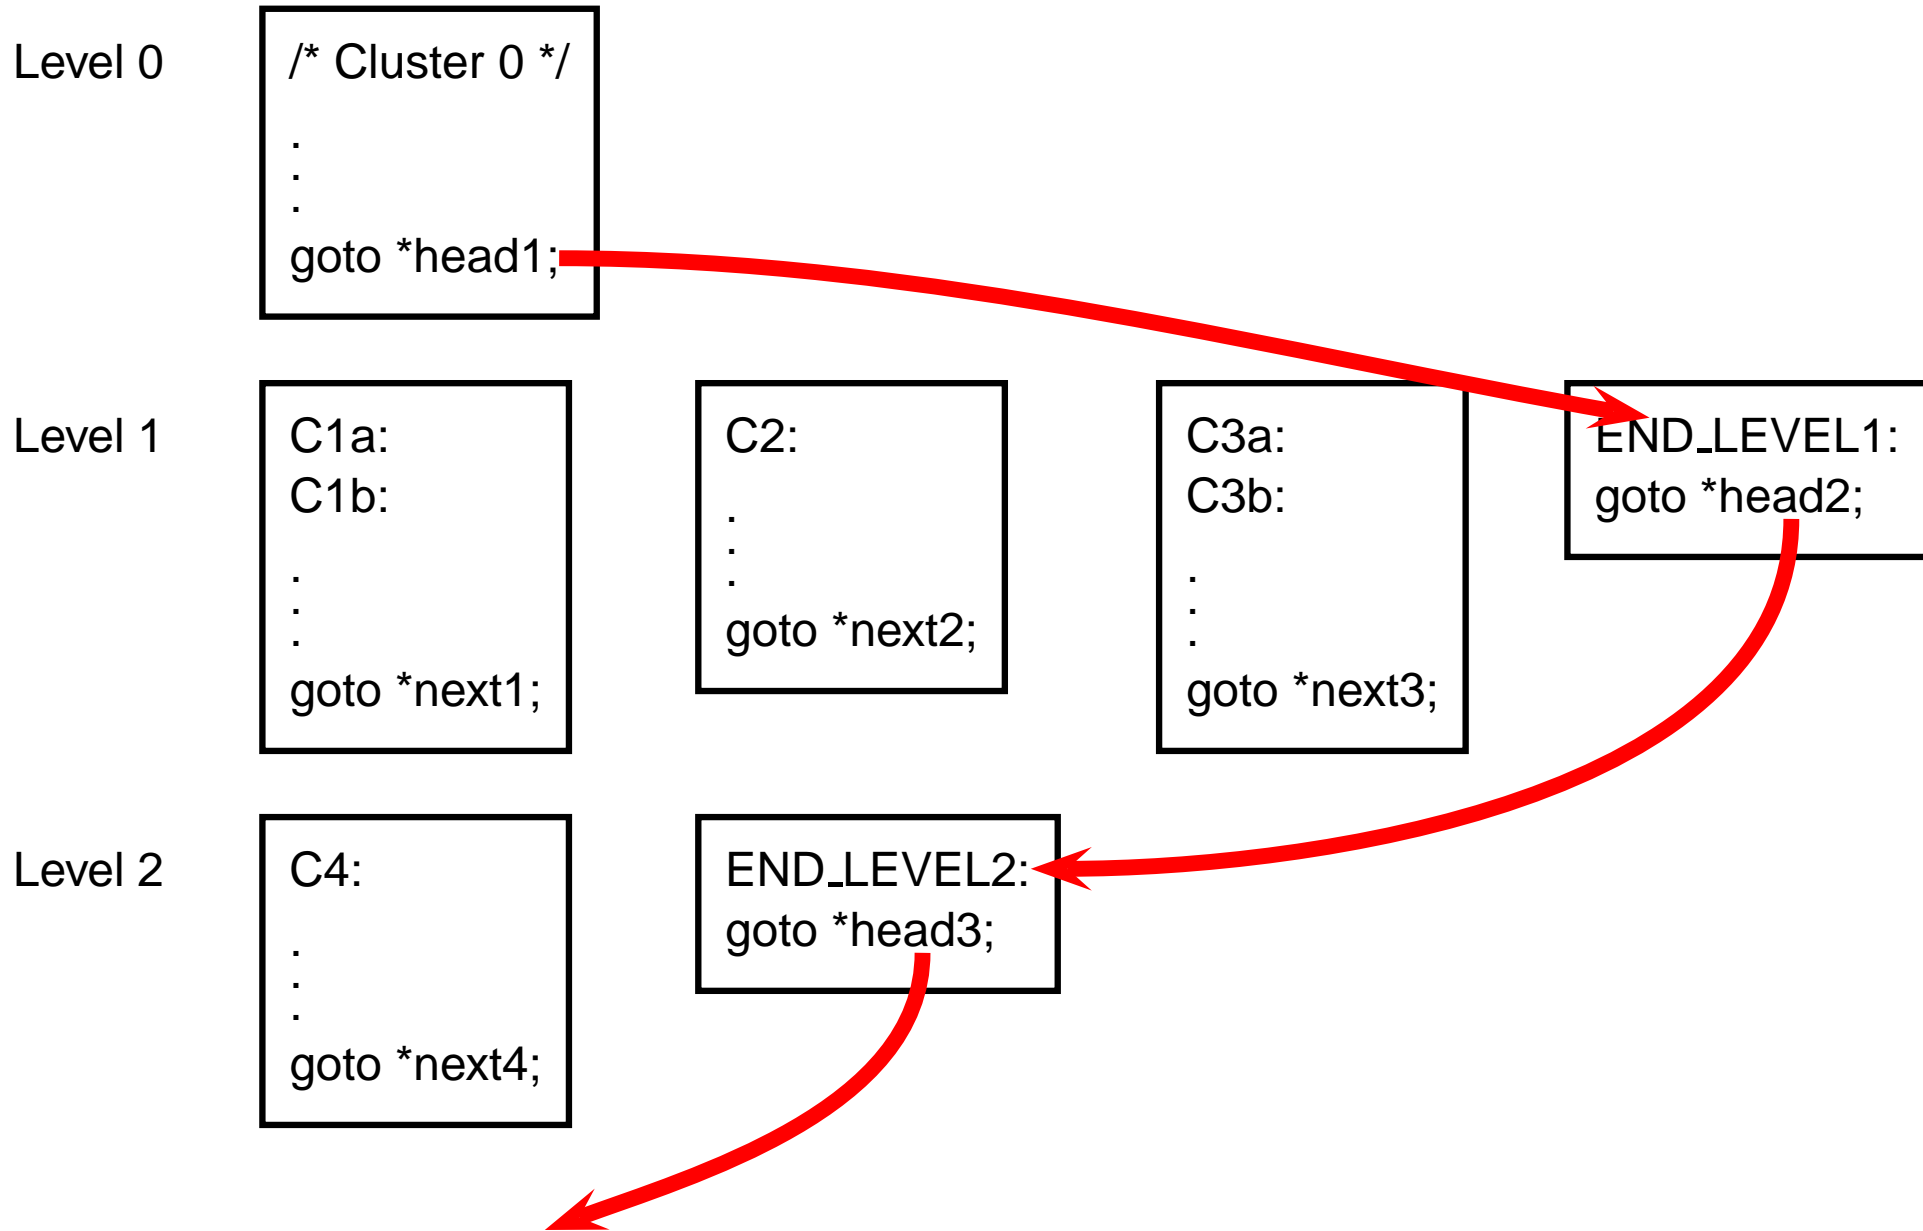 Level 0
/* Cluster 0 */
.
.
.
goto *head1;
Level 1
C1a:
C1b:
.
.
.
goto *next1;
C2:
.
.
.
goto *next2;
C3a:
C3b:
.
.
.
goto *next3;
END_LEVEL1:
goto *head2;
Level 2
C4:
.
.
.
goto *next4;
END_LEVEL2:
goto *head3;